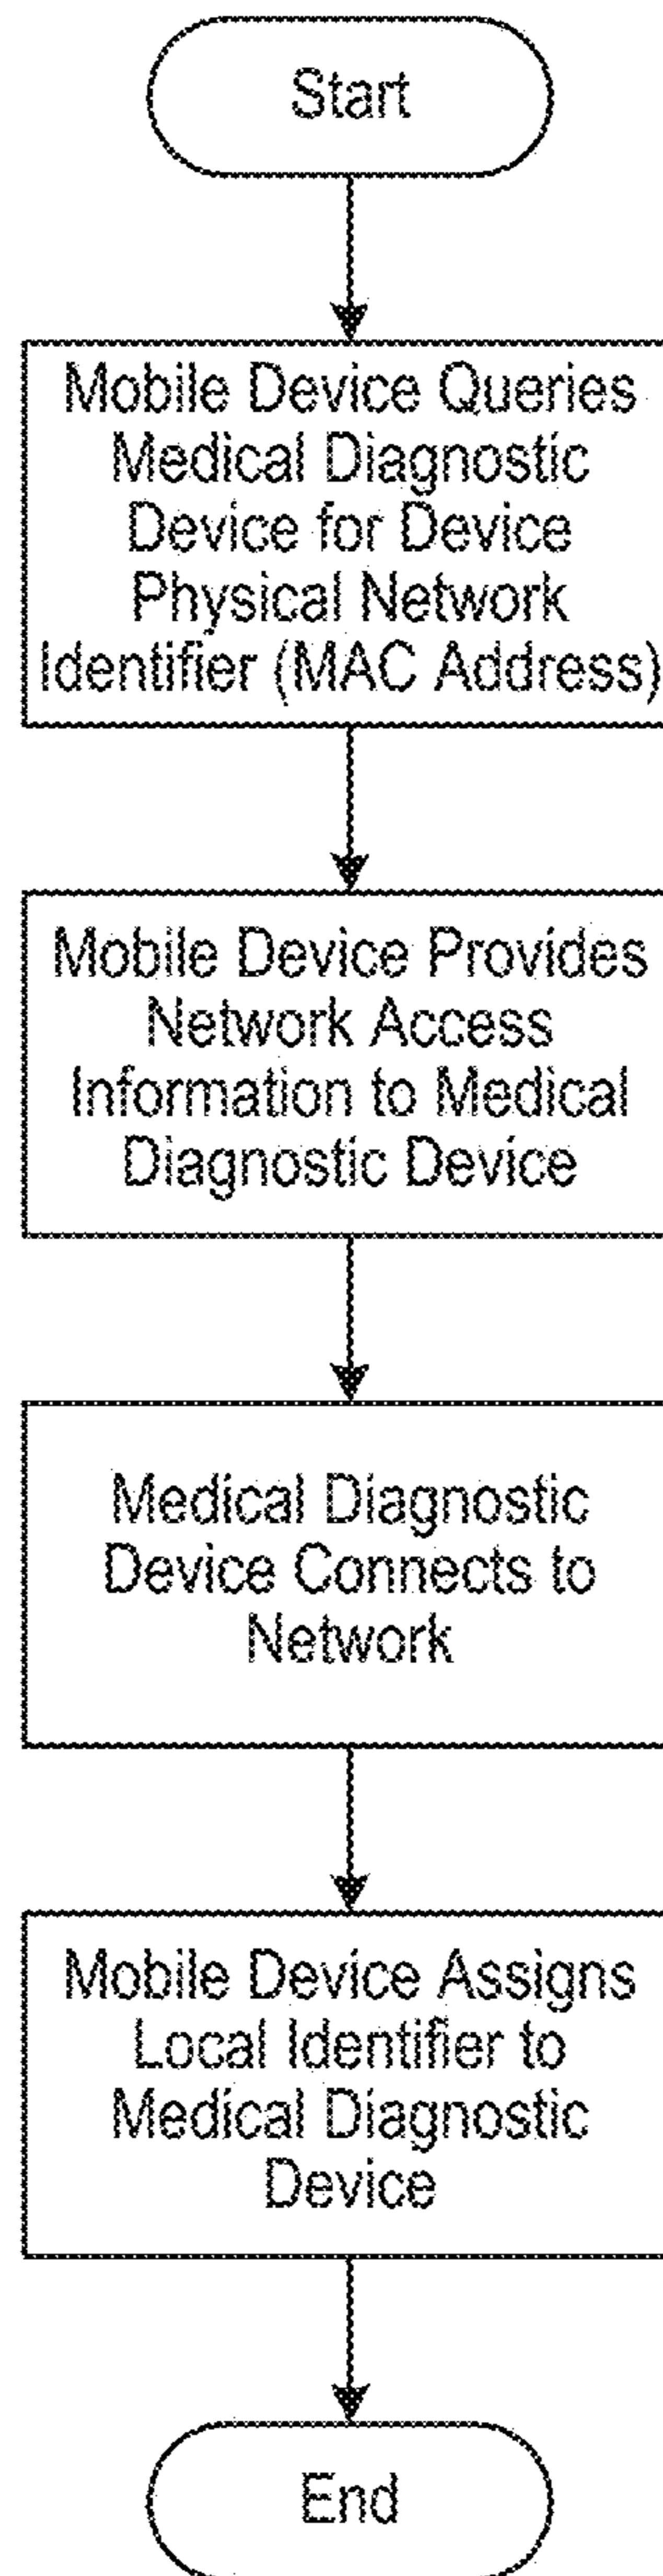 Start
Mobile Device Queries
Medical Diagnostic
Device for Device
Physical Network
Identifier (MAC Address)
Mobile Device Provides
Network Access
Information to Medical
Diagnostic Device
Medical Diagnostic
Device Connects to
Network
Mobile Device Assigns
Local Identifier to
Medical Diagnostic
Device
End